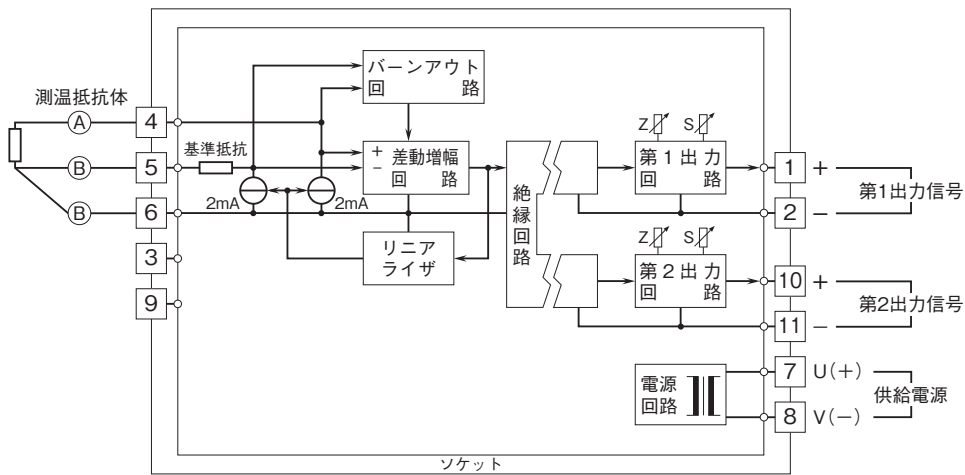 測温抵抗体
A
B
B
4
5
6
3
9
基準抵抗
2mA
2mA
バーンアウト
回 路
+
-
差動増幅
回 路
リニア
ライザ
絶縁回路
Z
S
第1出力
回 路
Z
S
第2出力
回 路
電源
回路
1
+
2
−
第1出力信号
10
+
11
−
第2出力信号
7
U(+)
8
V(−)
供給電源
ソケット